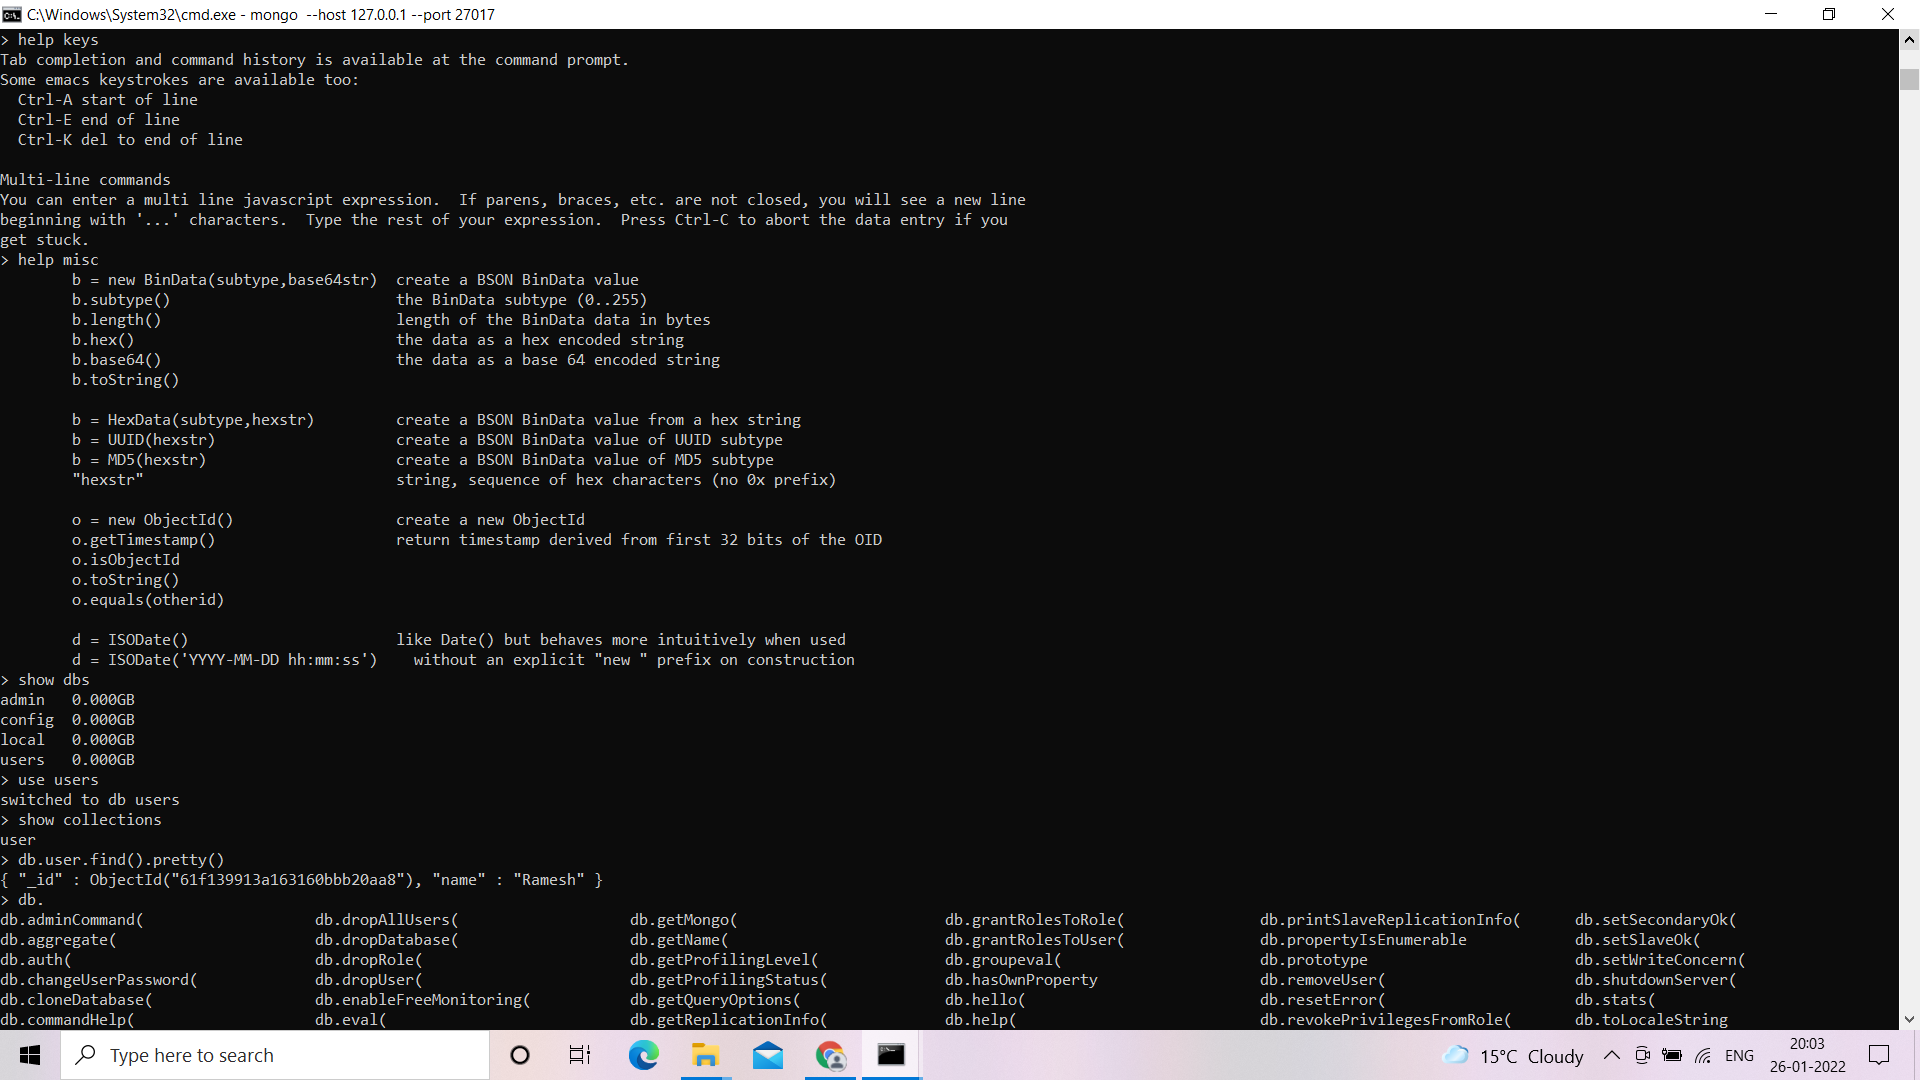 C:\Windows\System32\cmd.exe - mongo  --host 127.0.0.1 --port 27017
> help keys
Tab completion and command history is available at the command prompt.
Some emacs keystrokes are available too:
  Ctrl-A start of line
  Ctrl-E end of line
  Ctrl-K del to end of line

Multi-line commands
You can enter a multi line javascript expression.  If parens, braces, etc. are not closed, you will see a new line
beginning with '...' characters.  Type the rest of your expression.  Press Ctrl-C to abort the data entry if you
get stuck.
> help misc
        b = new BinData(subtype,base64str)  create a BSON BinData value
        b.subtype()                         the BinData subtype (0..255)
        b.length()                          length of the BinData data in bytes
        b.hex()                             the data as a hex encoded string
        b.base64()                          the data as a base 64 encoded string
        b.toString()

        b = HexData(subtype,hexstr)         create a BSON BinData value from a hex string
        b = UUID(hexstr)                    create a BSON BinData value of UUID subtype
        b = MD5(hexstr)                     create a BSON BinData value of MD5 subtype
        "hexstr"                            string, sequence of hex characters (no 0x prefix)

        o = new ObjectId()                  create a new ObjectId
        o.getTimestamp()                    return timestamp derived from first 32 bits of the OID
        o.isObjectId
        o.toString()
        o.equals(otherid)

        d = ISODate()                       like Date() but behaves more intuitively when used
        d = ISODate('YYYY-MM-DD hh:mm:ss')    without an explicit "new " prefix on construction
> show dbs
admin   0.000GB
config  0.000GB
local   0.000GB
users   0.000GB
> use users
switched to db users
> show collections
user
> db.user.find().pretty()
{ "_id" : ObjectId("61f139913a163160bbb20aa8"), "name" : "Ramesh" }
> db.
db.adminCommand(                   db.dropAllUsers(                   db.getMongo(                       db.grantRolesToRole(               db.printSlaveReplicationInfo(      db.setSecondaryOk(
db.aggregate(                      db.dropDatabase(                   db.getName(                        db.grantRolesToUser(               db.propertyIsEnumerable            db.setSlaveOk(
db.auth(                           db.dropRole(                       db.getProfilingLevel(              db.groupeval(                      db.prototype                       db.setWriteConcern(
db.changeUserPassword(             db.dropUser(                       db.getProfilingStatus(             db.hasOwnProperty                  db.removeUser(                     db.shutdownServer(
db.cloneDatabase(                  db.enableFreeMonitoring(           db.getQueryOptions(                db.hello(                          db.resetError(                     db.stats(
db.commandHelp(                    db.eval(                           db.getReplicationInfo(             db.help(                           db.revokePrivilegesFromRole(       db.toLocaleString
Type here to search
15°C  Cloudy
ENG
20:03
26-01-2022